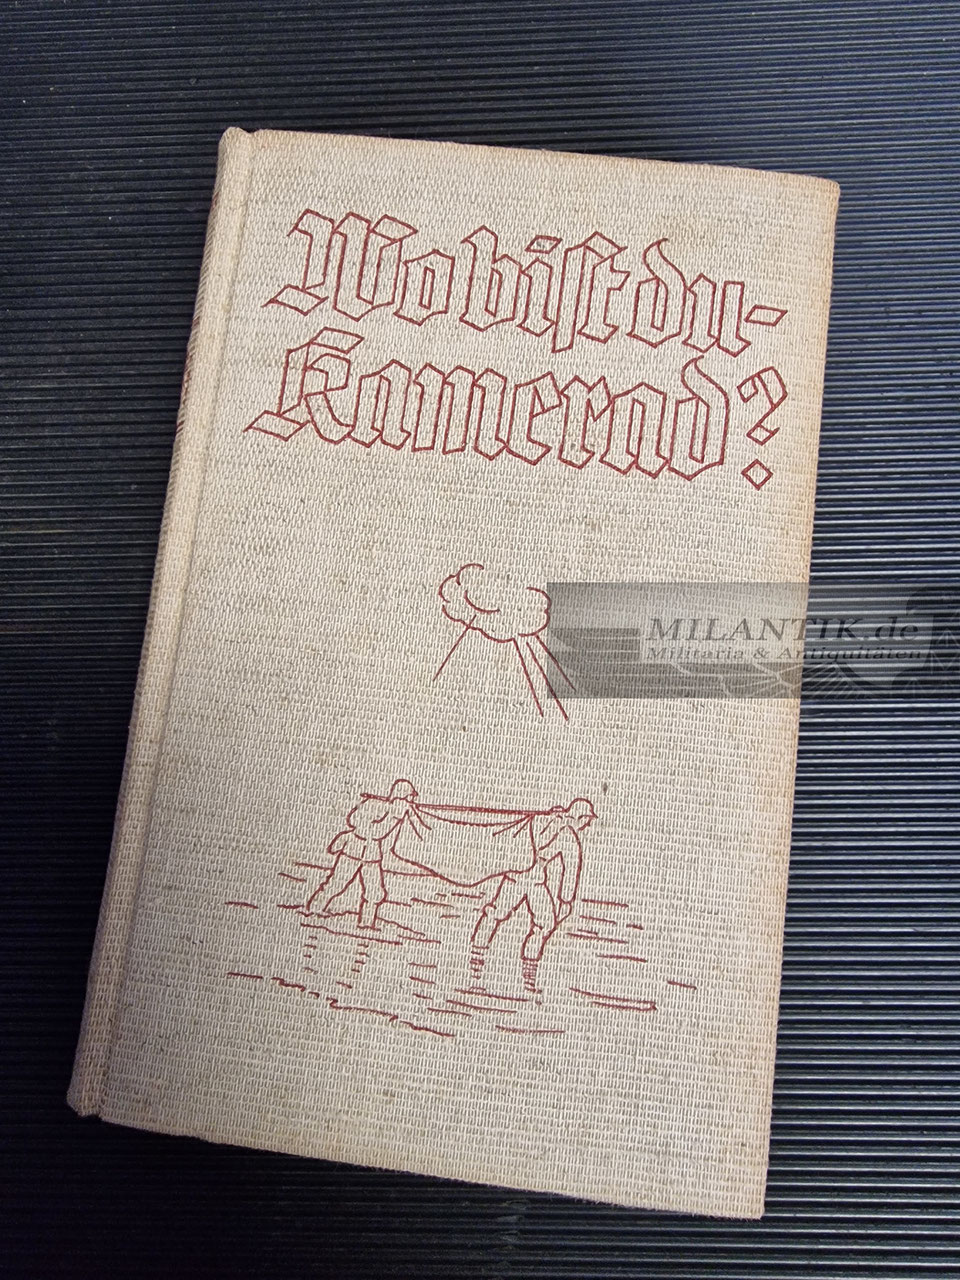 Wo bist du-
Kamerad?
MILANTIK.de
Militaria & Antiquitäten